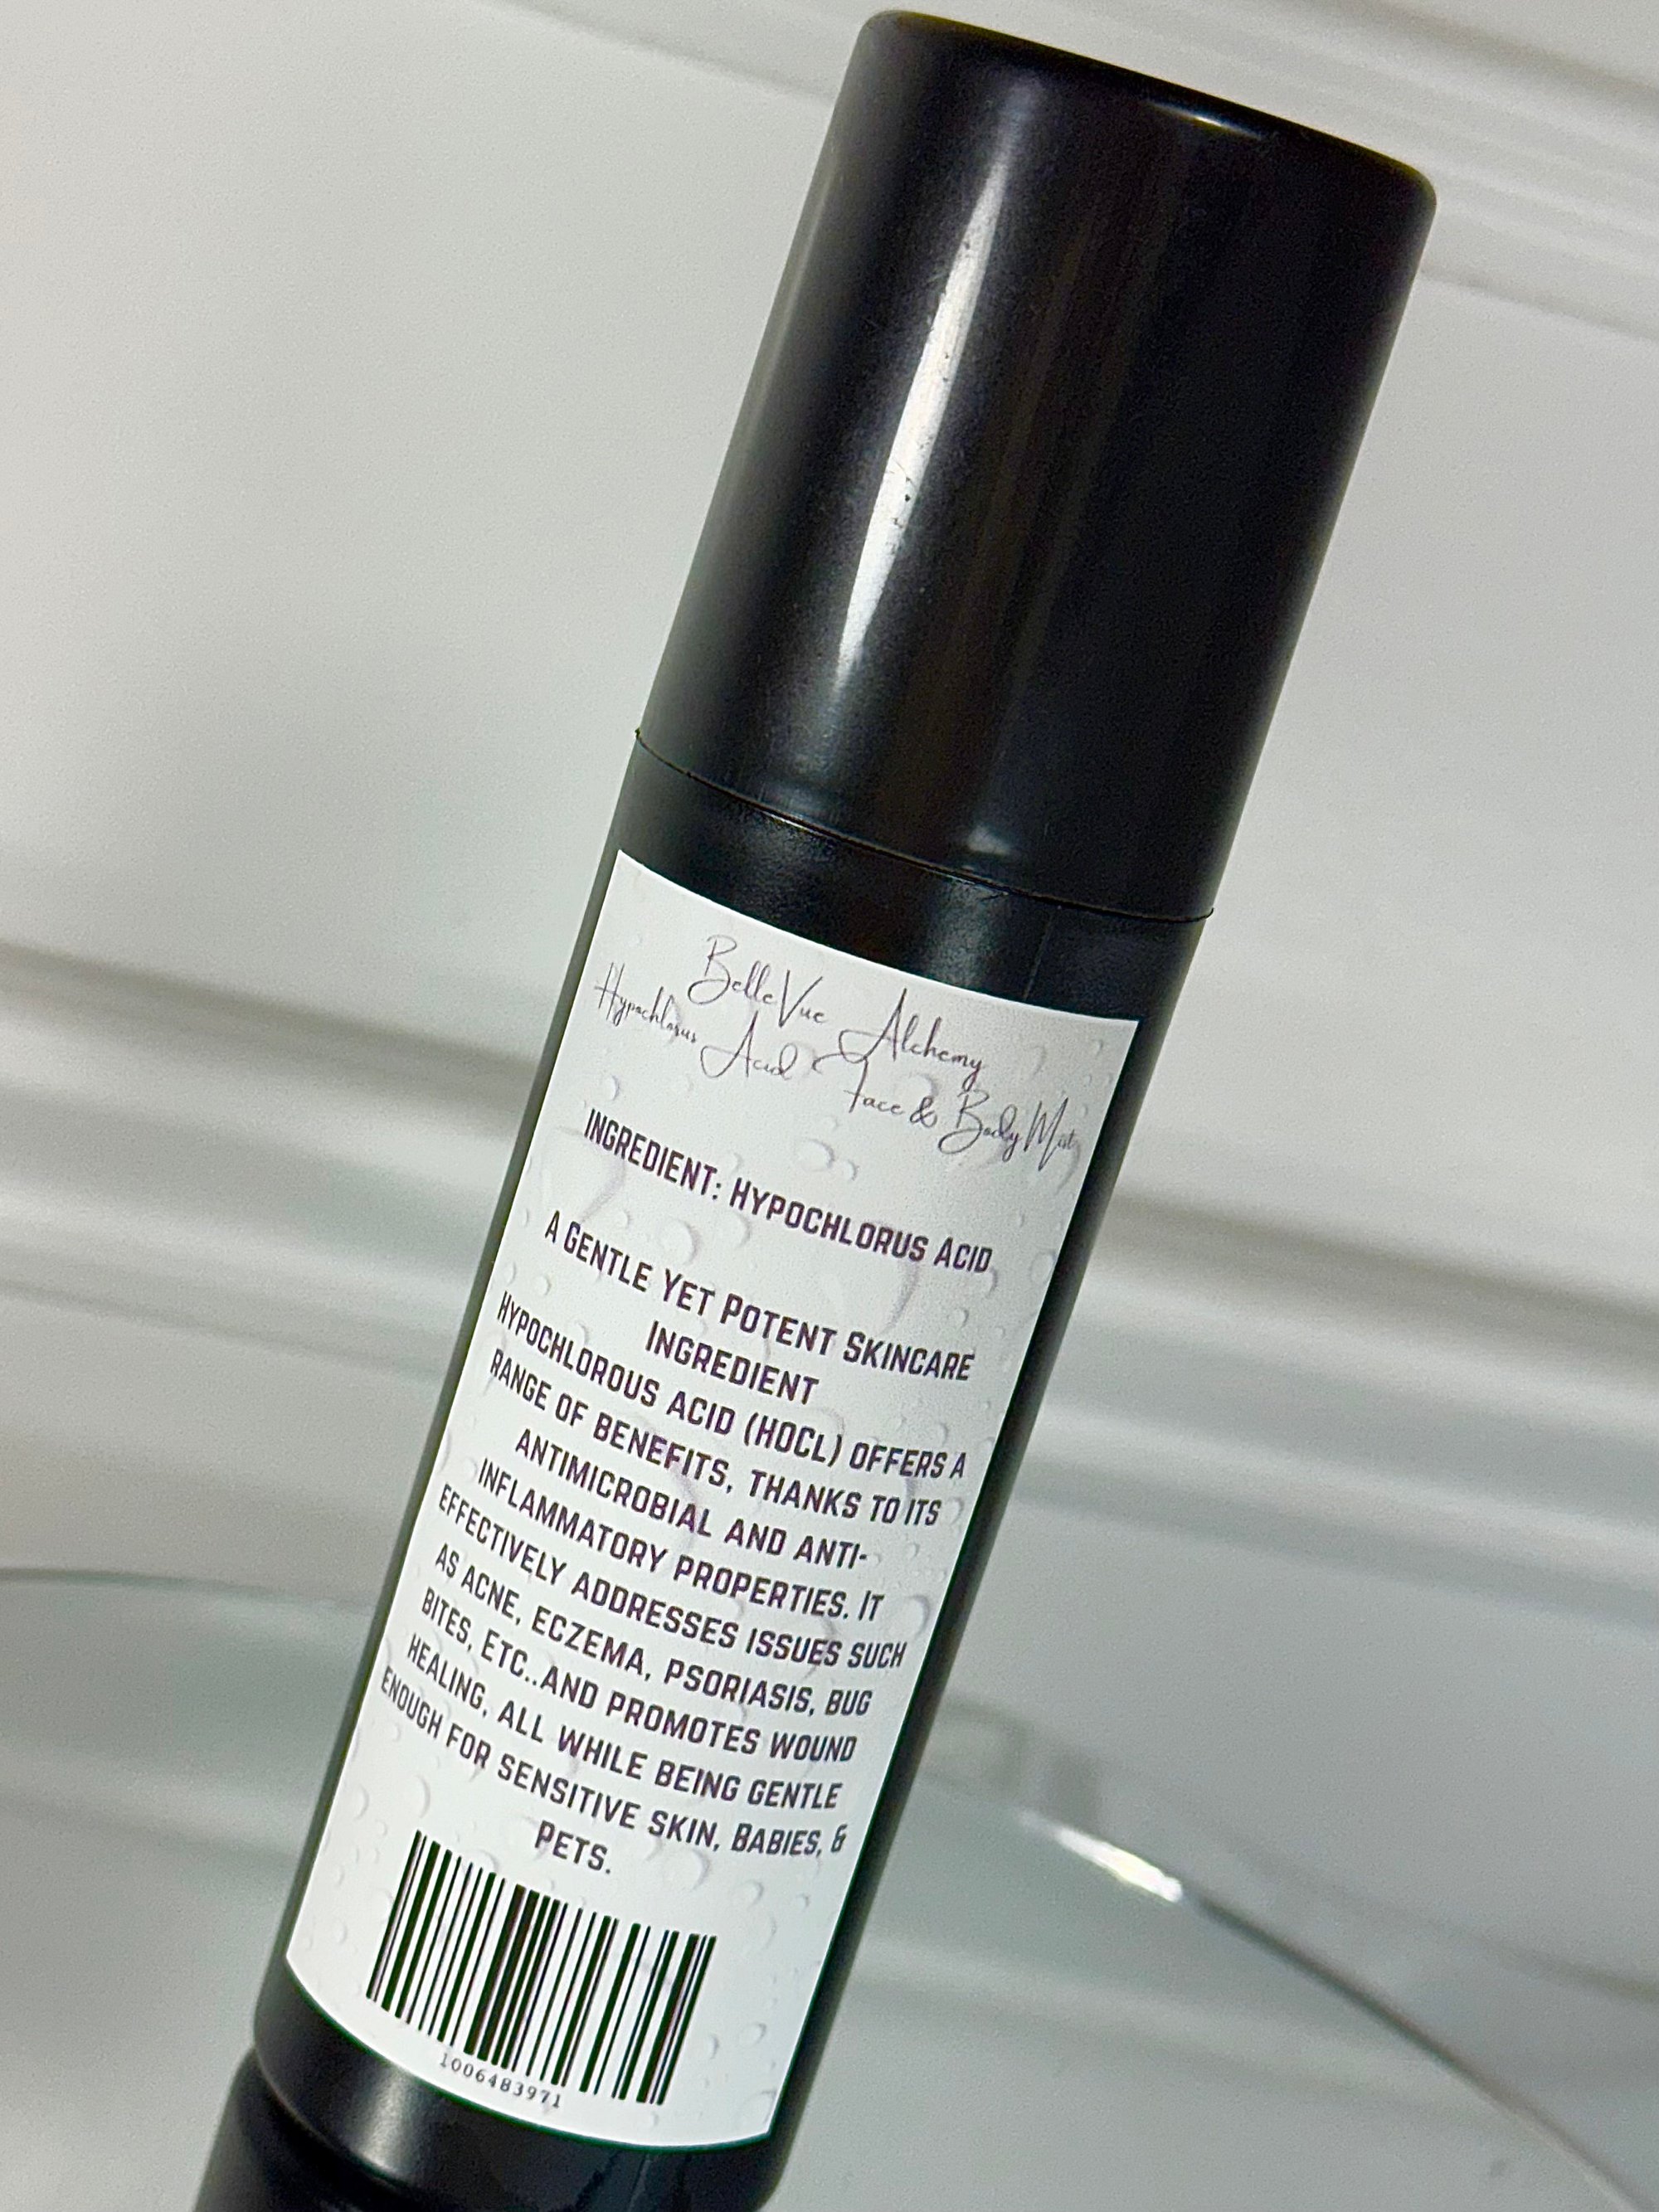 BelleVue Alchemy
Hypochlorus Acid Face & Body Mist
INGREDIENT: HYPOCHLORUS ACID
A GENTLE YET POTENT SKINCARE
INGREDIENT
HYPOCHLOROUS ACID (HOCL) OFFERS A
RANGE OF BENEFITS, THANKS TO ITS
ANTIMICROBIAL AND ANTI-
INFLAMMATORY PROPERTIES. IT
EFFECTIVELY ADDRESSES ISSUES SUCH
AS ACNE, ECZEMA, PSORIASIS, BUG
BITES, ETC..AND PROMOTES WOUND
HEALING, ALL WHILE BEING GENTLE
ENOUGH FOR SENSITIVE SKIN, BABIES, &
PETS.
1006483971